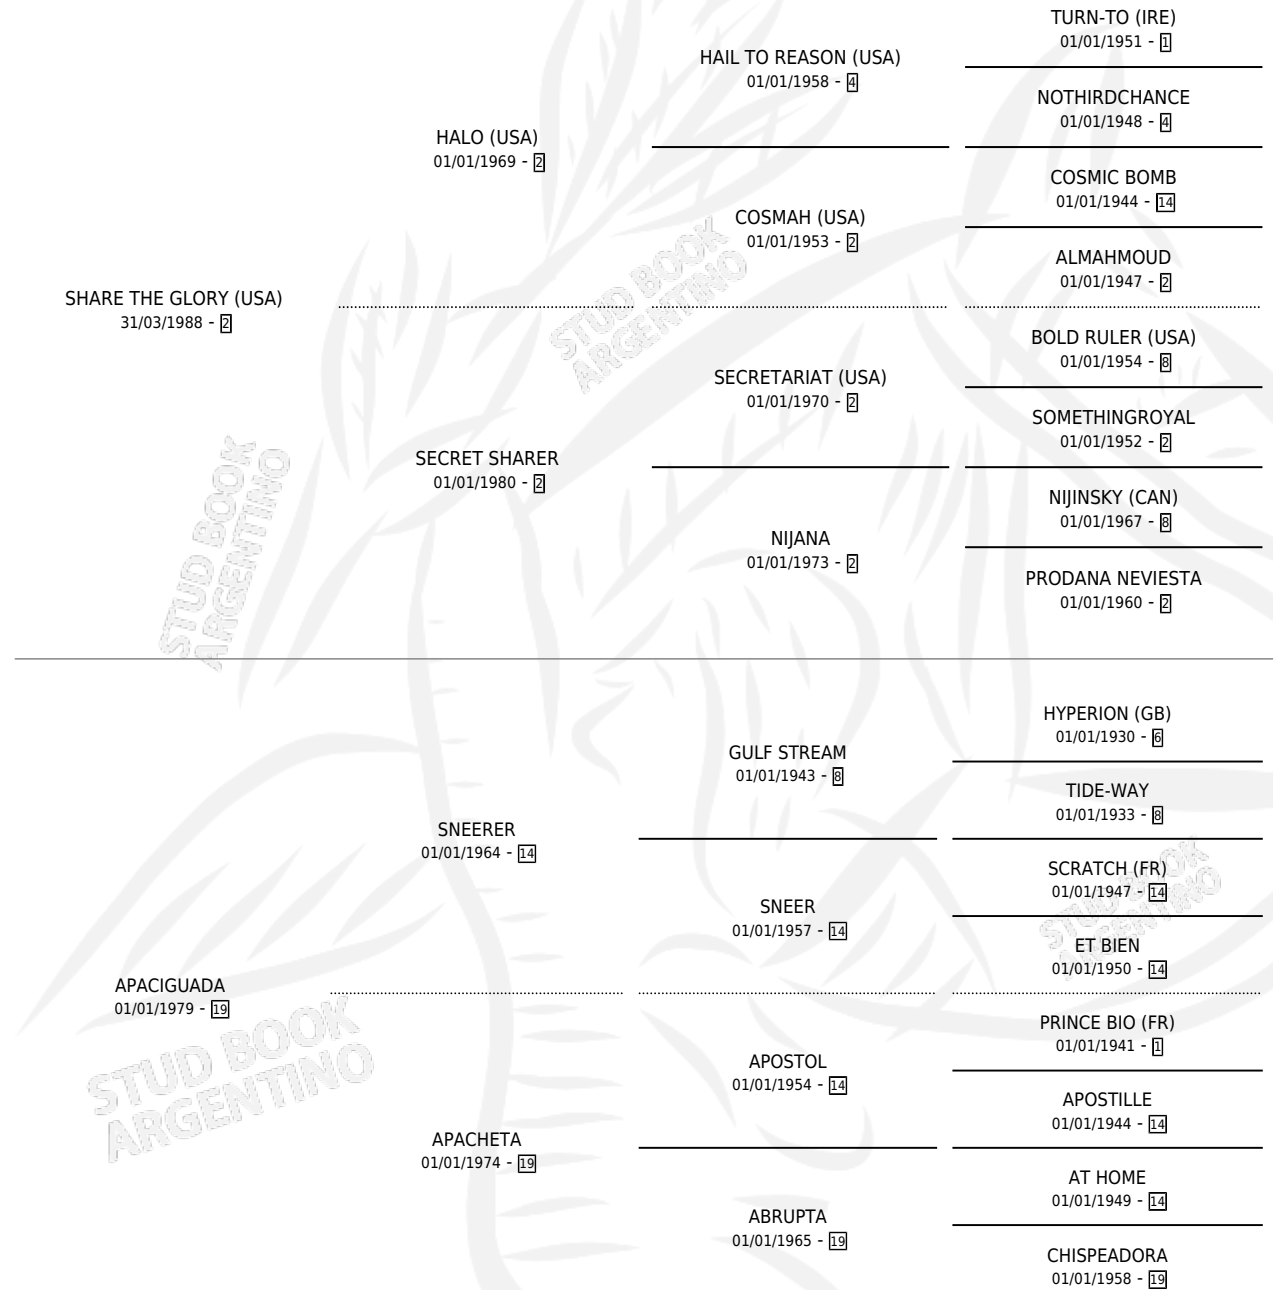 TURN-TO (IRE)
01/01/1951 - 1
HAIL TO REASON (USA)
01/01/1958 - 4
NOTHIRDCHANCE
01/01/1948 - 4
HALO (USA)
01/01/1969 - 2
COSMIC BOMB
01/01/1944 - 14
COSMAH (USA)
01/01/1953 - 2
ALMAHMOUD
01/01/1947 - 2
SHARE THE GLORY (USA)
31/03/1988 - 2
BOLD RULER (USA)
01/01/1954 - 8
SECRETARIAT (USA)
01/01/1970 - 2
SOMETHINGROYAL
01/01/1952 - 2
SECRET SHARER
01/01/1980 - 2
NIJINSKY (CAN)
01/01/1967 - 8
NIJANA
01/01/1973 - 2
PRODANA NEVIESTA
01/01/1960 - 2
HYPERION (GB)
01/01/1930 - 6
GULF STREAM
01/01/1943 - 8
TIDE-WAY
01/01/1933 - 8
SNEERER
01/01/1964 - 14
SCRATCH (FR)
01/01/1947 - 14
SNEER
01/01/1957 - 14
ET BIEN
01/01/1950 - 14
APACIGUADA
01/01/1979 - 19
PRINCE BIO (FR)
01/01/1941 - 1
APOSTOL
01/01/1954 - 14
APOSTILLE
01/01/1944 - 14
APACHETA
01/01/1974 - 19
AT HOME
01/01/1949 - 14
ABRUPTA
01/01/1965 - 19
CHISPEADORA
01/01/1958 - 19
STUD BOOK
ARGENTINO
STUD BOOK
ARGENTINO
STUD BOOK
ARGENTINO
STUD BOOK
ARGENTINO